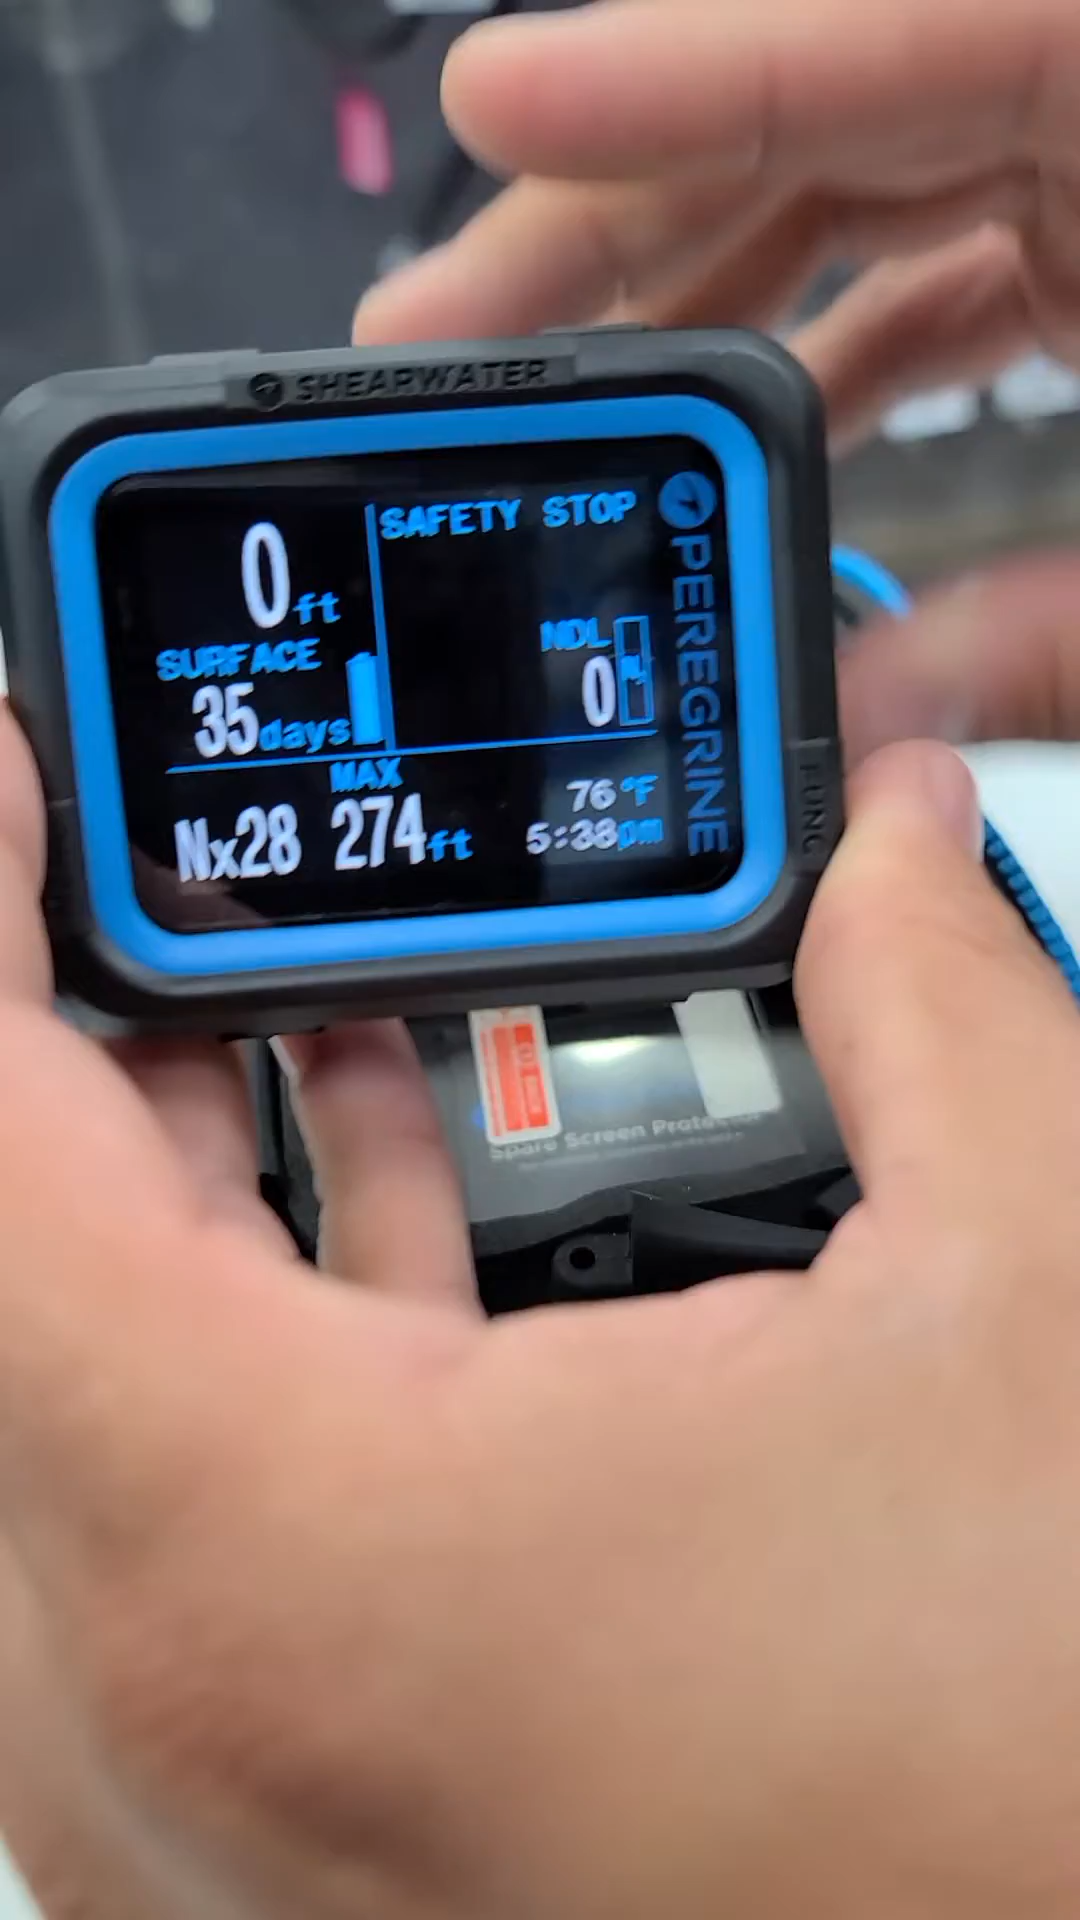 SHEARWATER
0ft
SAFETY STOP
SURFACE
35days
NDL
0
MAX
Nx28 274ft
76°F
5:38pm
PEREGRINE
FUNC
Spare Screen Protector